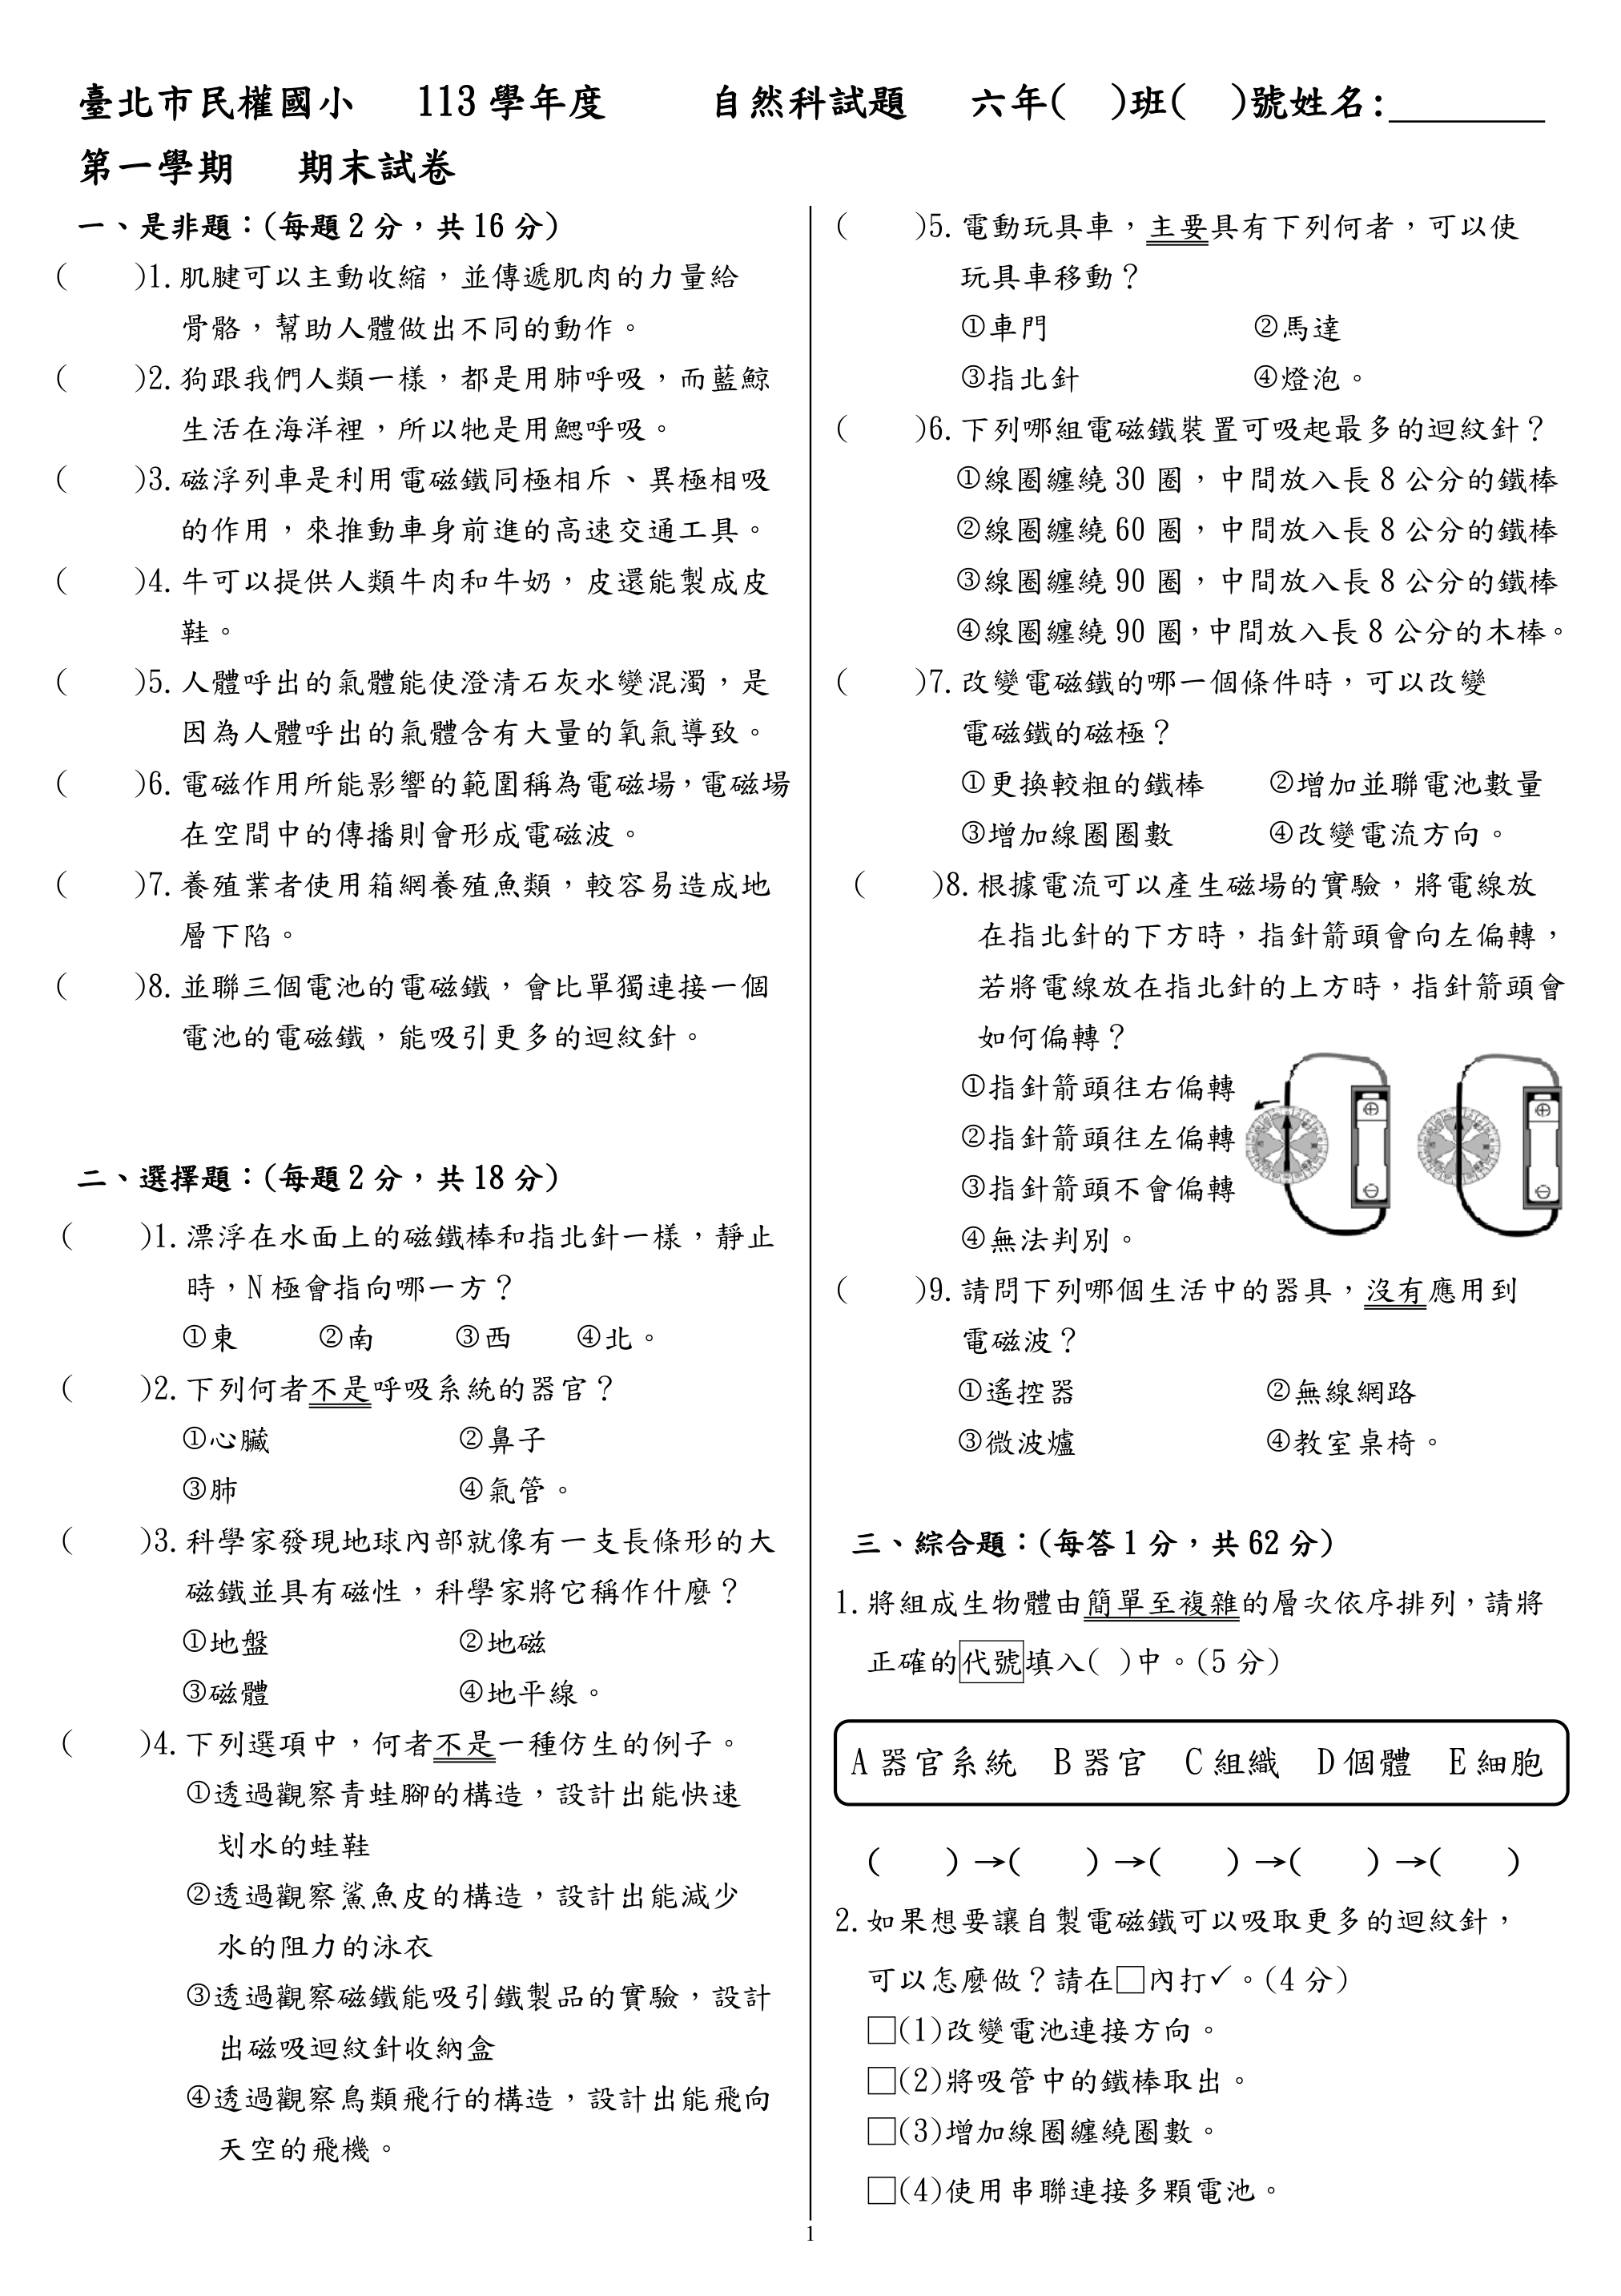 臺北市民權國小 113 學年度 自然科試題 六年( )班( )號姓名:________
第一學期 期末試卷
一、是非題：(每題 2 分，共 16 分)
( )1.肌腱可以主動收縮，並傳遞肌肉的力量給
骨骼，幫助人體做出不同的動作。
( )2.狗跟我們人類一樣，都是用肺呼吸，而藍鯨
生活在海洋裡，所以牠是用鰓呼吸。
( )3.磁浮列車是利用電磁鐵同極相斥、異極相吸
的作用，來推動車身前進的高速交通工具。
( )4.牛可以提供人類牛肉和牛奶，皮還能製成皮
鞋。
( )5.人體呼出的氣體能使澄清石灰水變混濁，是
因為人體呼出的氣體含有大量的氧氣導致。
( )6.電磁作用所能影響的範圍稱為電磁場，電磁場
在空間中的傳播則會形成電磁波。
( )7.養殖業者使用箱網養殖魚類，較容易造成地
層下陷。
( )8.並聯三個電池的電磁鐵，會比單獨連接一個
電池的電磁鐵，能吸引更多的迴紋針。
二、選擇題：(每題 2 分，共 18 分)
( )1.漂浮在水面上的磁鐵棒和指北針一樣，靜止
時，N 極會指向哪一方？
①東 ②南 ③西 ④北。
( )2.下列何者不是呼吸系統的器官？
①心臟 ②鼻子
③肺 ④氣管。
( )3.科學家發現地球內部就像有一支長條形的大
磁鐵並具有磁性，科學家將它稱作什麼？
①地盤 ②地磁
③磁體 ④地平線。
( )4.下列選項中，何者不是一種仿生的例子。
①透過觀察青蛙腳的構造，設計出能快速
划水的蛙鞋
②透過觀察鯊魚皮的構造，設計出能減少
水的阻力的泳衣
③透過觀察磁鐵能吸引鐵製品的實驗，設計
出磁吸迴紋針收納盒
④透過觀察鳥類飛行的構造，設計出能飛向
天空的飛機。
( )5.電動玩具車，主要具有下列何者，可以使
玩具車移動？
①車門 ②馬達
③指北針 ④燈泡。
( )6.下列哪組電磁鐵裝置可吸起最多的迴紋針？
①線圈纏繞 30 圈，中間放入長 8 公分的鐵棒
②線圈纏繞 60 圈，中間放入長 8 公分的鐵棒
③線圈纏繞 90 圈，中間放入長 8 公分的鐵棒
④線圈纏繞 90 圈，中間放入長 8 公分的木棒。
( )7.改變電磁鐵的哪一個條件時，可以改變
電磁鐵的磁極？
①更換較粗的鐵棒 ②增加並聯電池數量
③增加線圈圈數 ④改變電流方向。
( )8.根據電流可以產生磁場的實驗，將電線放
在指北針的下方時，指針箭頭會向左偏轉，
若將電線放在指北針的上方時，指針箭頭會
如何偏轉？
①指針箭頭往右偏轉
②指針箭頭往左偏轉
③指針箭頭不會偏轉
④無法判別。
( )9.請問下列哪個生活中的器具，沒有應用到
電磁波？
①遙控器 ②無線網路
③微波爐 ④教室桌椅。
三、綜合題：(每答 1 分，共 62 分)
1.將組成生物體由簡單至複雜的層次依序排列，請將
正確的代號填入( )中。(5 分)
A 器官系統 B 器官 C 組織 D 個體 E 細胞
( ) →( ) →( ) →( ) →( )
2.如果想要讓自製電磁鐵可以吸取更多的迴紋針，
可以怎麼做？請在□內打✓。(4 分)
□(1)改變電池連接方向。
□(2)將吸管中的鐵棒取出。
□(3)增加線圈纏繞圈數。
□(4)使用串聯連接多顆電池。
1